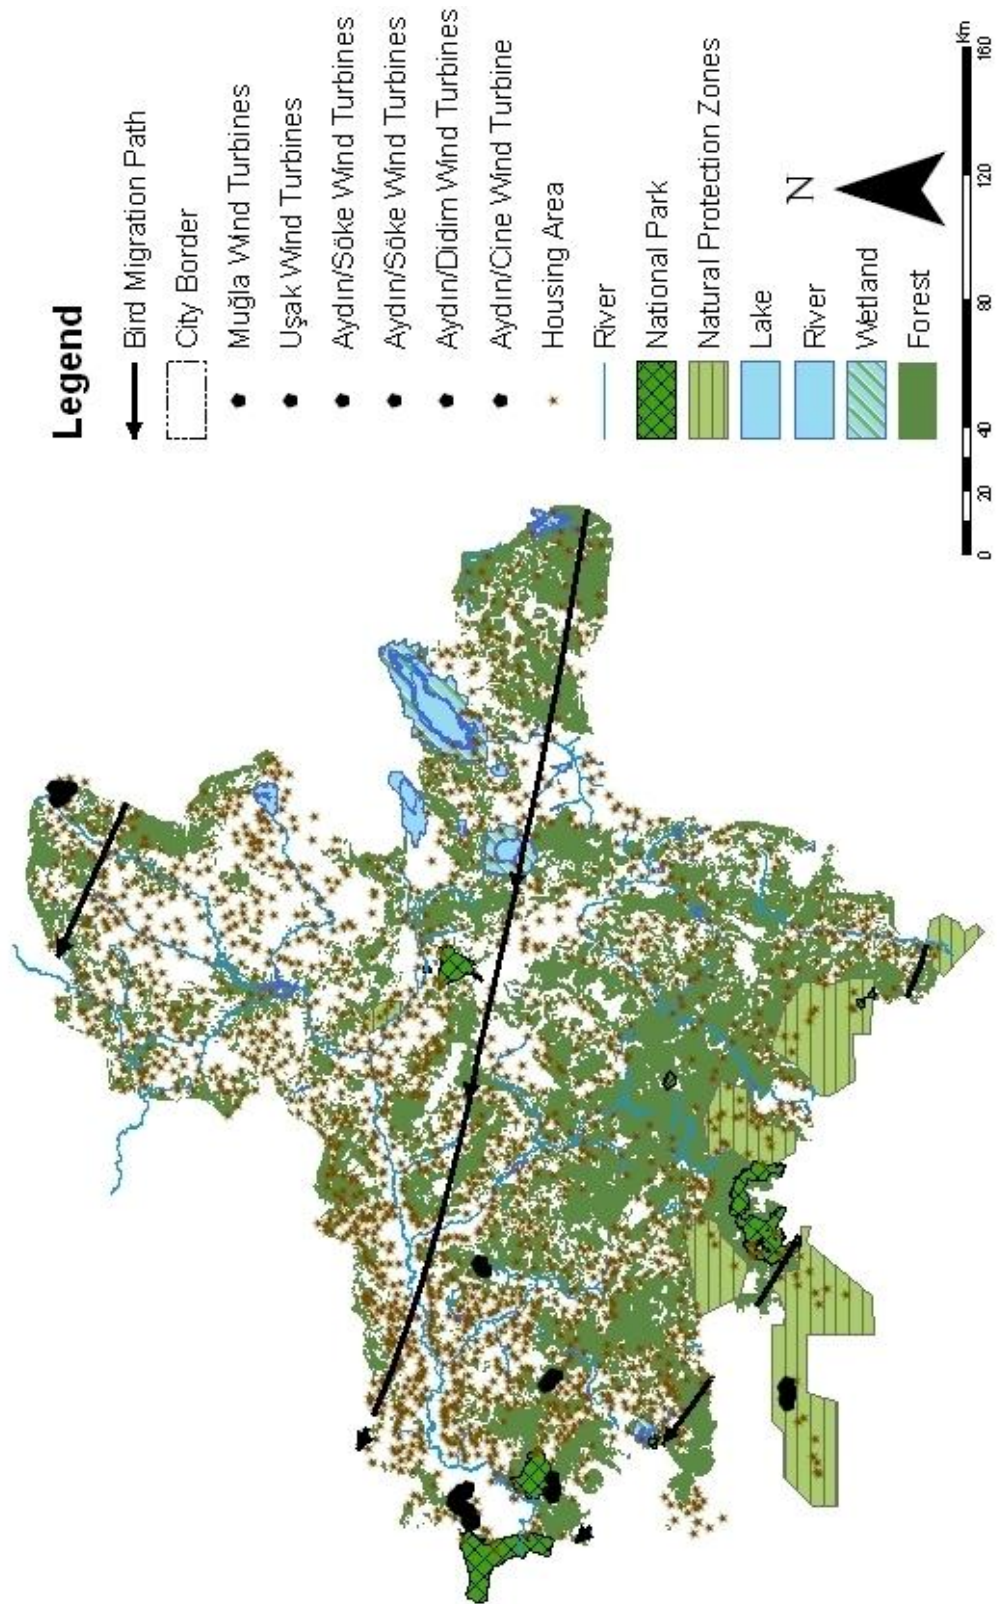 Legend
Bird Migration Path
City Border
Muğla Wind Turbines
Uşak Wind Turbines
Aydın/Söke Wind Turbines
Aydın/Söke Wind Turbines
Aydın/Didim Wind Turbines
Aydın/Cine Wind Turbine
Housing Area
River
National Park
Natural Protection Zones
Lake
River
Wetland
Forest
N
0 20 40 80 120 160
Km